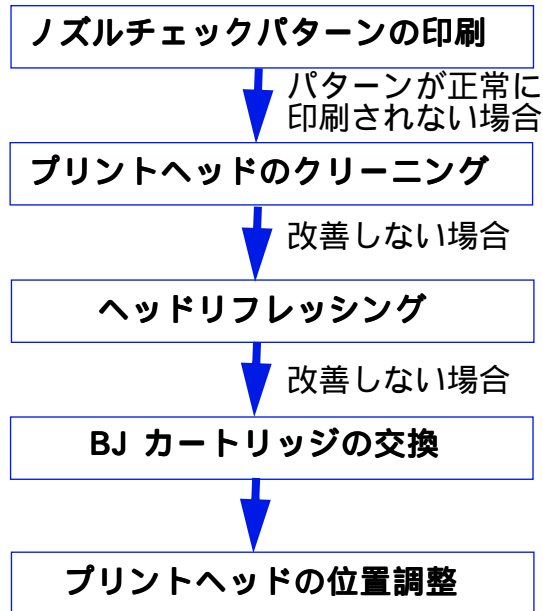 ノズルチェックパターンの印刷
パターンが正常に
印刷されない場合
プリントヘッドのクリーニング
改善しない場合
ヘッドリフレッシング
改善しない場合
BJ カートリッジの交換
プリントヘッドの位置調整